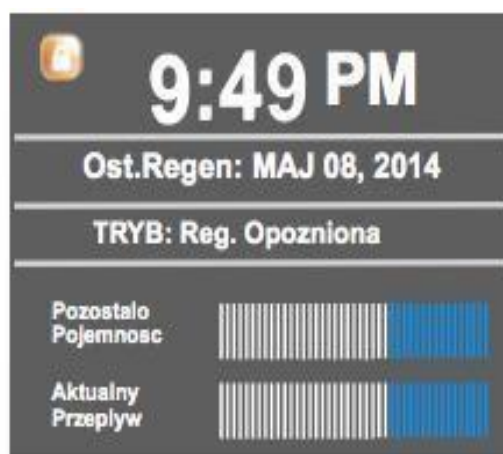 9:49 PM
Ost.Regen: MAJ 08, 2014
TRYB: Reg. Opozniona
Pozostalo
Pojemnosc
Aktualny
Przeplyw